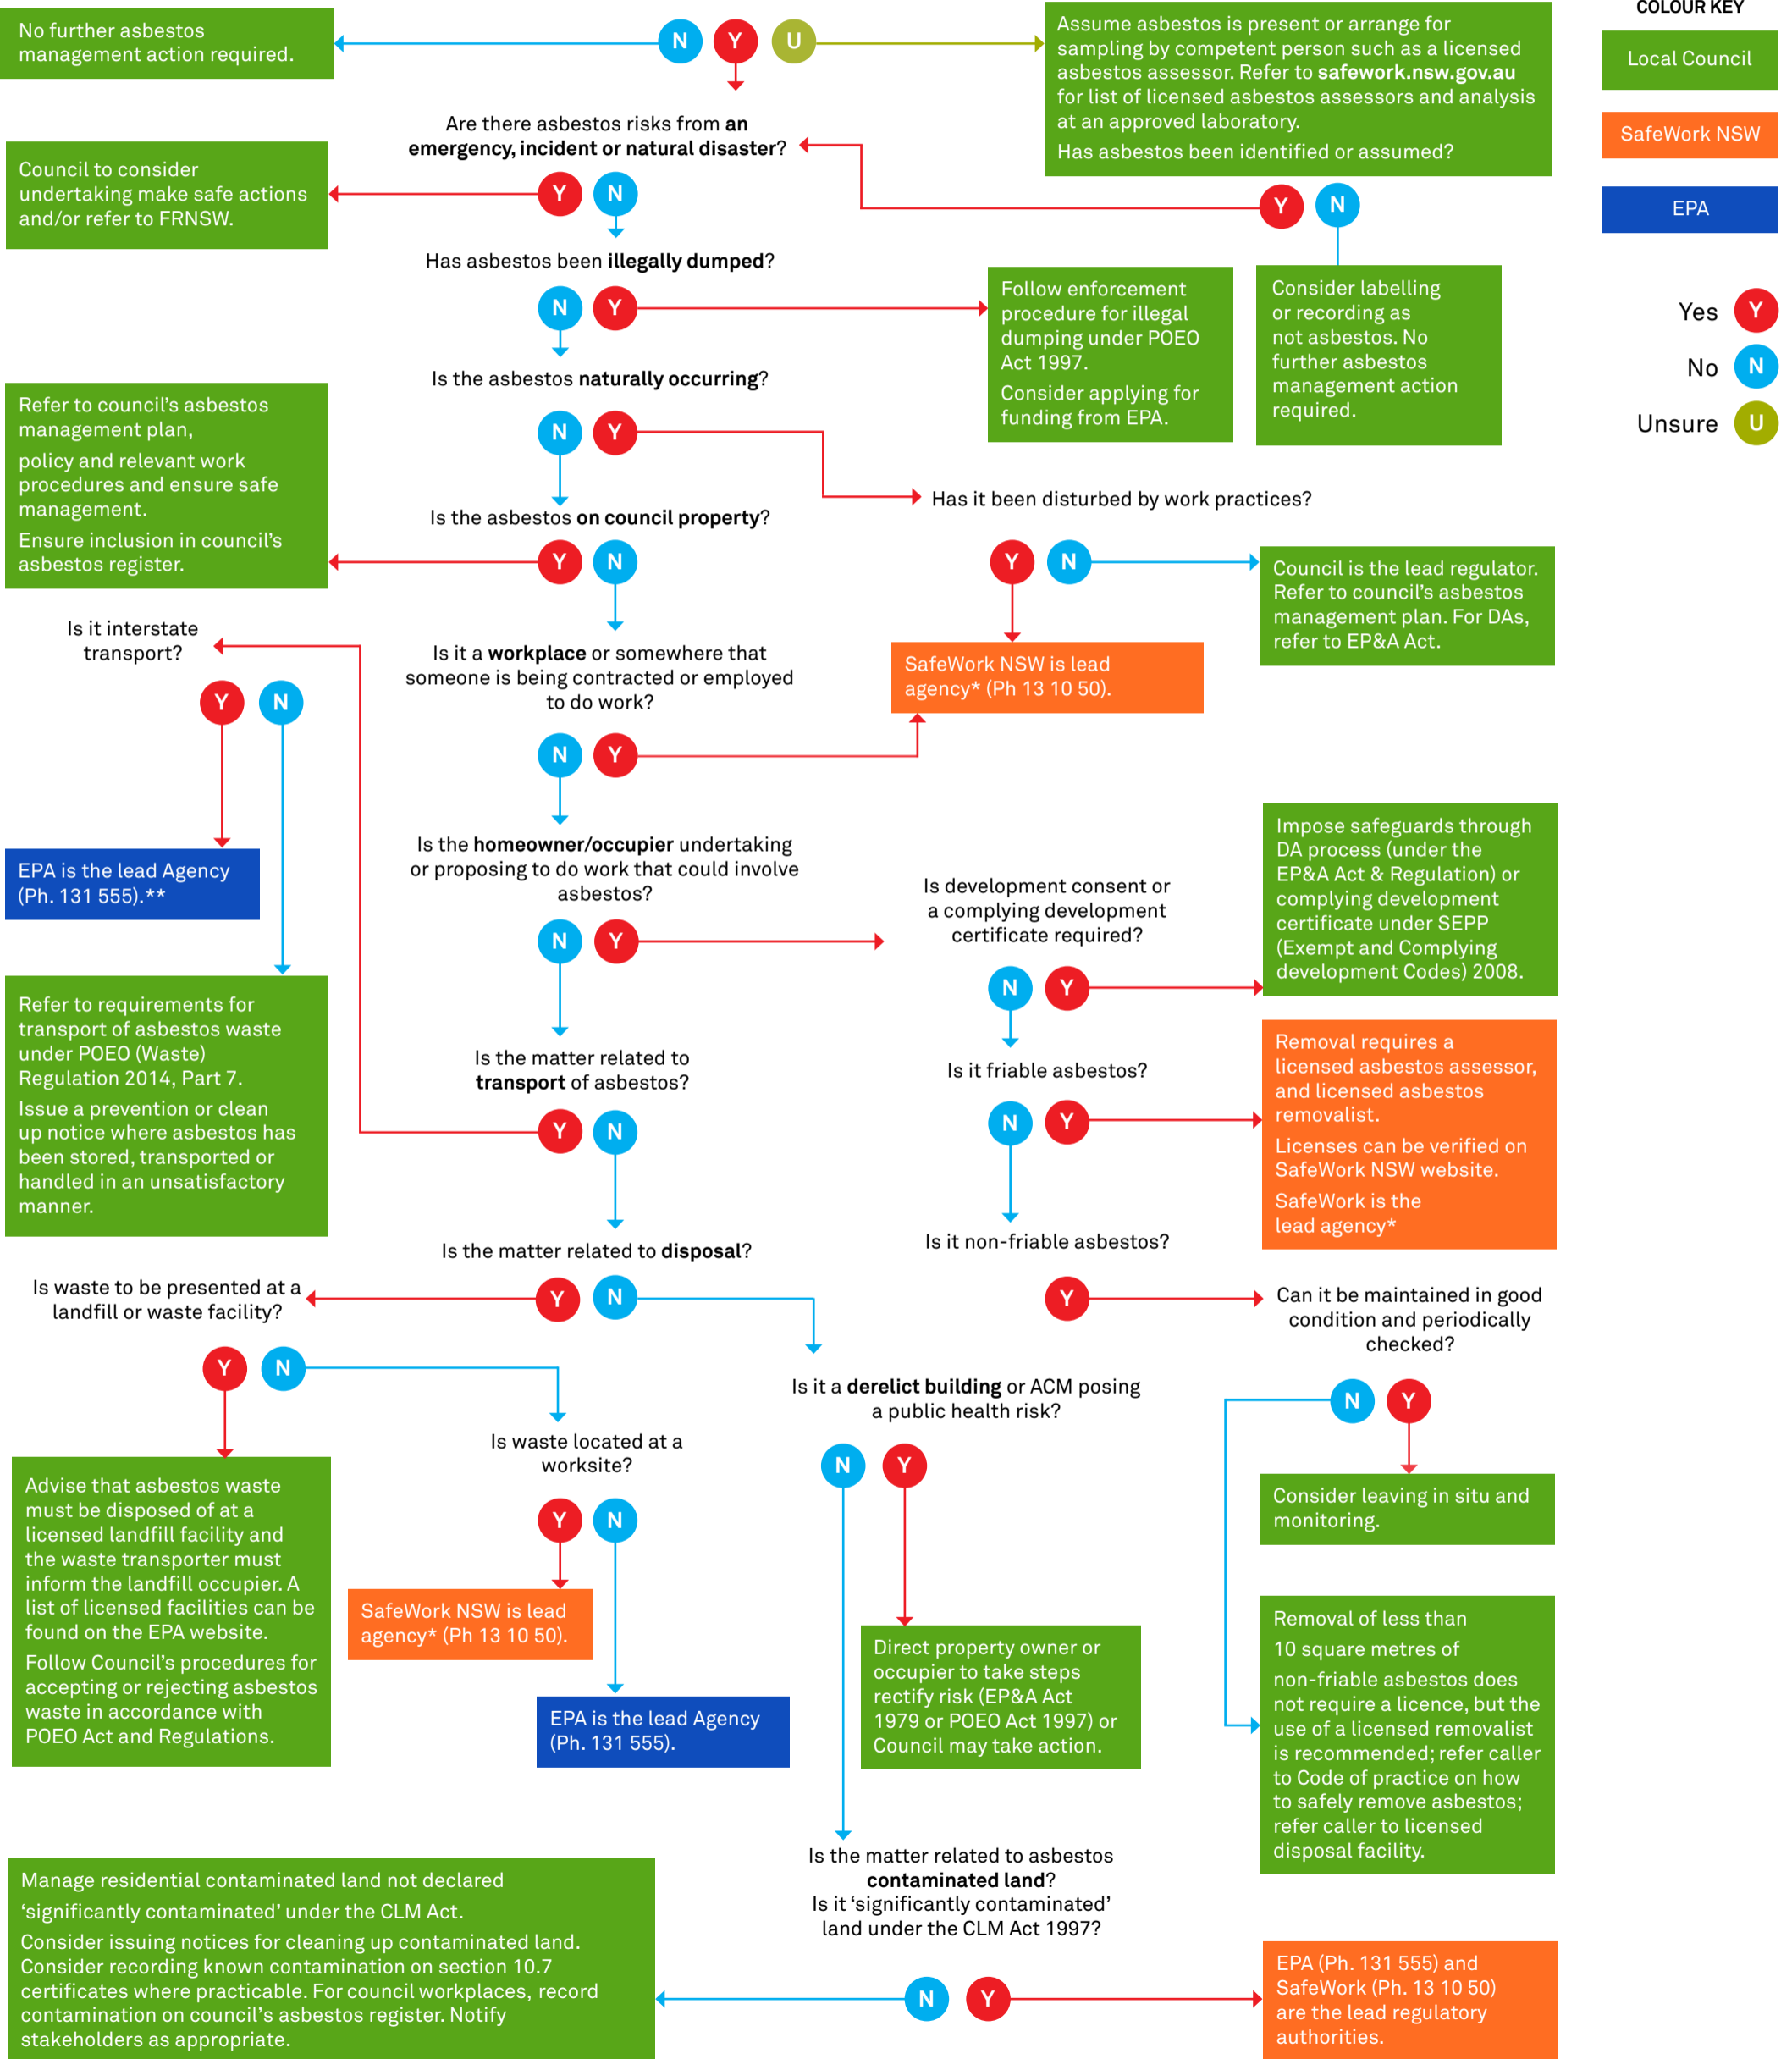 No further asbestos
management action required.
N
Y
U
Assume asbestos is present or arrange for
sampling by competent person such as a licensed
asbestos assessor. Refer to safework.nsw.gov.au
for list of licensed asbestos assessors and analysis
at an approved laboratory.
Has asbestos been identified or assumed?
COLOUR KEY
Local Council
SafeWork NSW
EPA
Yes
Y
No
N
Unsure
U
Are there asbestos risks from an
emergency, incident or natural disaster?
Council to consider
undertaking make safe actions
and/or refer to FRNSW.
Y
N
Y
N
Has asbestos been illegally dumped?
N
Y
Follow enforcement
procedure for illegal
dumping under POEO
Act 1997.
Consider applying for
funding from EPA.
Consider labelling
or recording as
not asbestos. No
further asbestos
management action
required.
Is the asbestos naturally occurring?
N
Y
Refer to council's asbestos
management plan,
policy and relevant work
procedures and ensure safe
management.
Ensure inclusion in council's
asbestos register.
Has it been disturbed by work practices?
Is the asbestos on council property?
Y
N
Y
N
Council is the lead regulator.
Refer to council's asbestos
management plan. For DAs,
refer to EP&A Act.
Is it interstate
transport?
Is it a workplace or somewhere that
someone is being contracted or employed
to do work?
SafeWork NSW is lead
agency* (Ph 13 10 50).
Y
N
N
Y
Is the homeowner/occupier undertaking
or proposing to do work that could involve
asbestos?
EPA is the lead Agency
(Ph. 131 555).**
Is development consent or
a complying development
certificate required?
Impose safeguards through
DA process (under the
EP&A Act & Regulation) or
complying development
certificate under SEPP
(Exempt and Complying
development Codes) 2008.
N
Y
N
Y
Refer to requirements for
transport of asbestos waste
under POEO (Waste)
Regulation 2014, Part 7.
Issue a prevention or clean
up notice where asbestos has
been stored, transported or
handled in an unsatisfactory
manner.
Is the matter related to
transport of asbestos?
Is it friable asbestos?
Removal requires a
licensed asbestos assessor,
and licensed asbestos
removalist.
Licenses can be verified on
SafeWork NSW website.
SafeWork is the
lead agency*
Y
N
N
Y
Is the matter related to disposal?
Is it non-friable asbestos?
Is waste to be presented at a
landfill or waste facility?
Y
N
Y
Can it be maintained in good
condition and periodically
checked?
Y
N
Is it a derelict building or ACM posing
a public health risk?
N
Y
Is waste located at a
worksite?
N
Y
Advise that asbestos waste
must be disposed of at a
licensed landfill facility and
the waste transporter must
inform the landfill occupier. A
list of licensed facilities can be
found on the EPA website.
Follow Council's procedures for
accepting or rejecting asbestos
waste in accordance with
POEO Act and Regulations.
Consider leaving in situ and
monitoring.
Y
N
SafeWork NSW is lead
agency* (Ph 13 10 50).
EPA is the lead Agency
(Ph. 131 555).
Direct property owner or
occupier to take steps
rectify risk (EP&A Act
1979 or POEO Act 1997) or
Council may take action.
Removal of less than
10 square metres of
non-friable asbestos does
not require a licence, but the
use of a licensed removalist
is recommended; refer caller
to Code of practice on how
to safely remove asbestos;
refer caller to licensed
disposal facility.
Is the matter related to asbestos
contaminated land?
Is it 'significantly contaminated'
land under the CLM Act 1997?
Manage residential contaminated land not declared
'significantly contaminated' under the CLM Act.
Consider issuing notices for cleaning up contaminated land.
Consider recording known contamination on section 10.7
certificates where practicable. For council workplaces, record
contamination on council's asbestos register. Notify
stakeholders as appropriate.
N
Y
EPA (Ph. 131 555) and
SafeWork (Ph. 13 10 50)
are the lead regulatory
authorities.